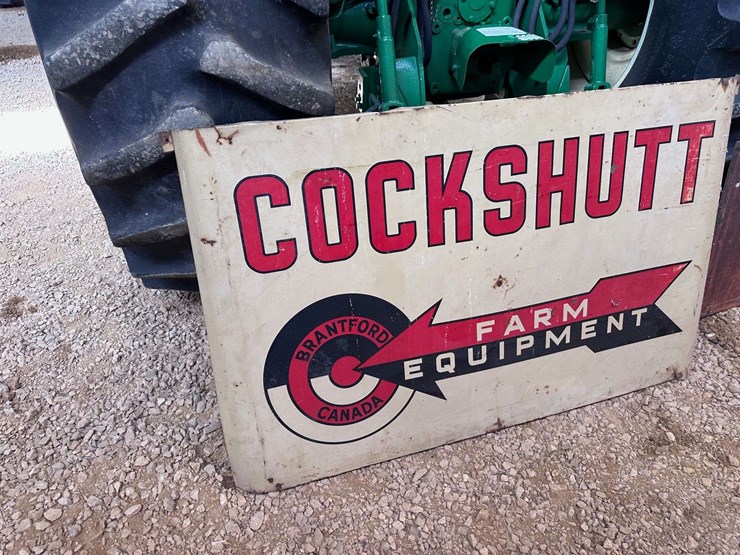 COCKSHUTT
BRANTFORD
CANADA
FARM
EQUIPMENT